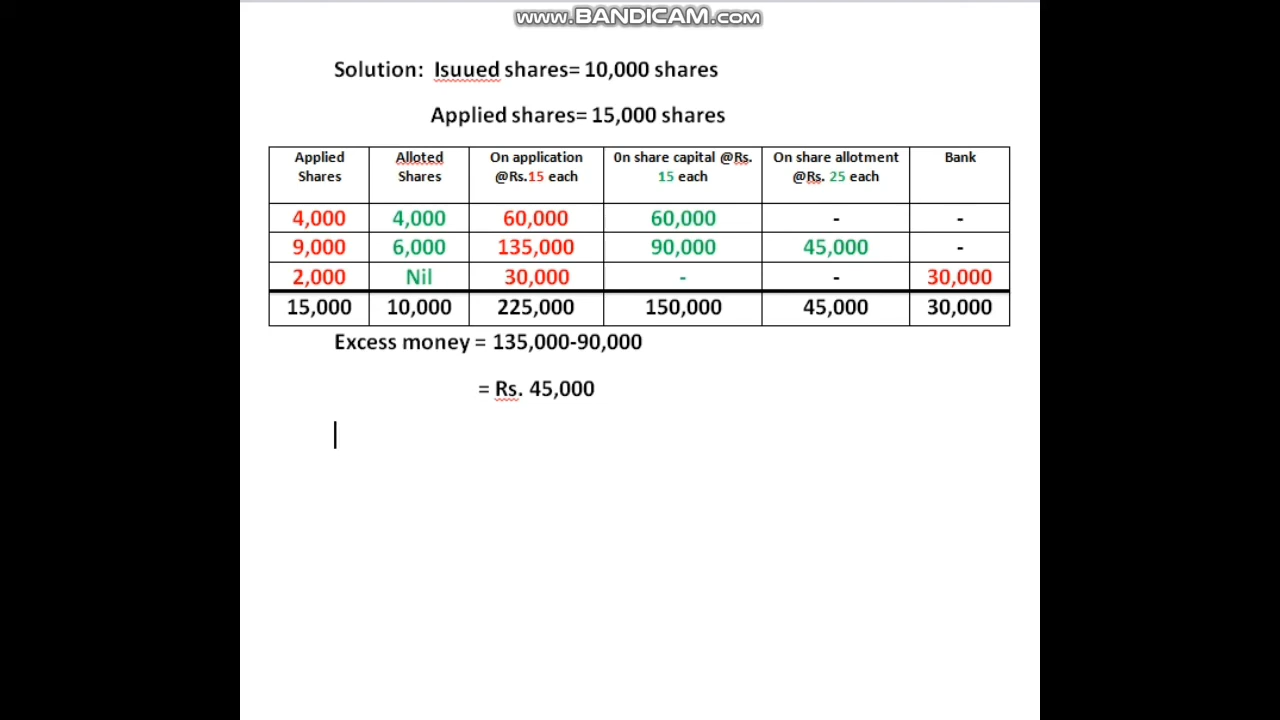 www.BANDICAM.com
Solution: Isuued shares= 10,000 shares
Applied shares= 15,000 shares
Applied Shares Alloted Shares On application @Rs.15 each 0n share capital @Rs. 15 each On share allotment @Rs. 25 each Bank
4,000 4,000 60,000 60,000 - -
9,000 6,000 135,000 90,000 45,000 -
2,000 Nil 30,000 - - 30,000
15,000 10,000 225,000 150,000 45,000 30,000
Excess money = 135,000-90,000
= Rs. 45,000